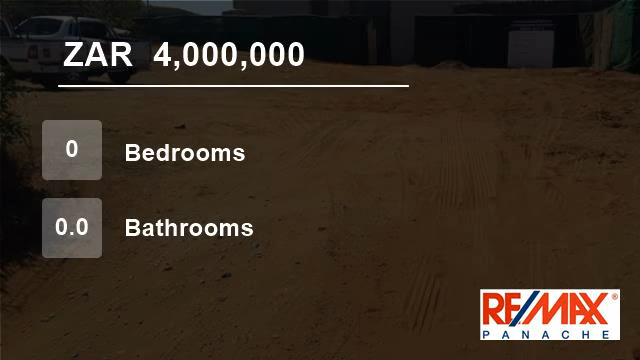 ZAR 4,000,000
0 Bedrooms
0.0 Bathrooms
RE/MAX®
PANACHE